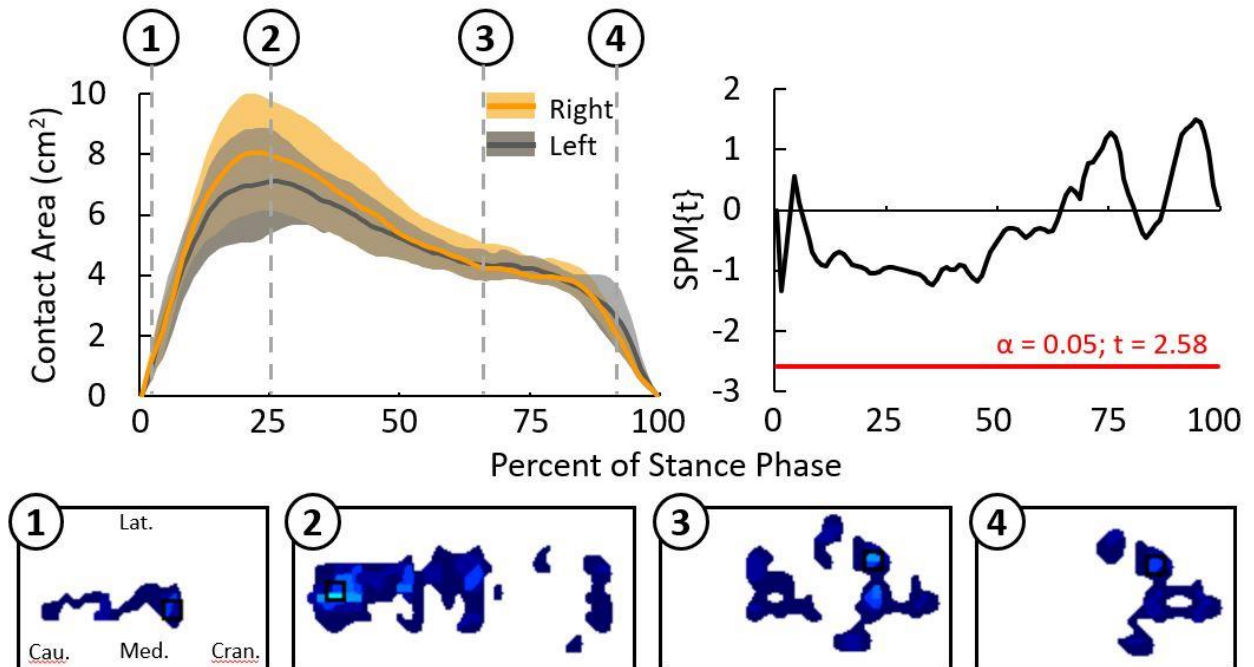 1 2 3 4
Contact Area (cm²)
10
8
6
4
2
0
0 25 50 75 100
Right
Left
SPM{t}
2
1
0
-1
-2
-3
α = 0.05; t = 2.58
0 25 50 75 100
Percent of Stance Phase
1
Lat.
Cau. Med. Cran.
2
3
4